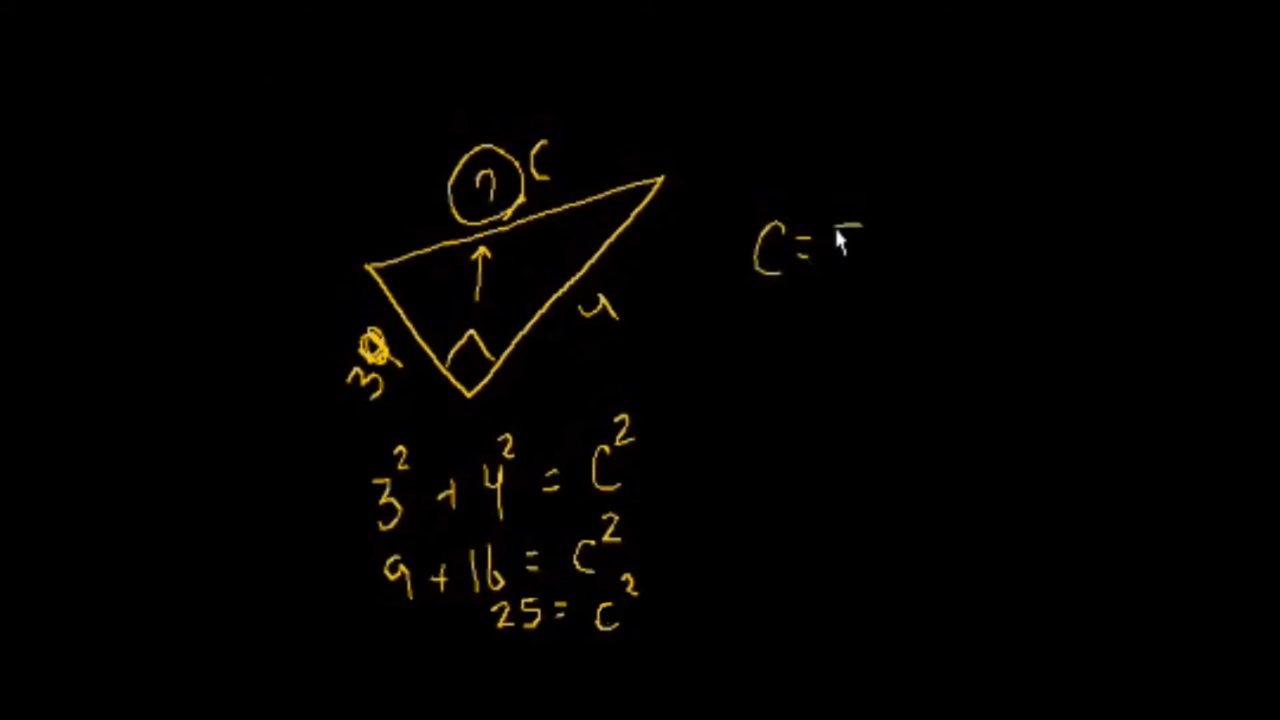 ? C
C =
4
3
3² + 4² = C²
9 + 16 = C²
25 = C²